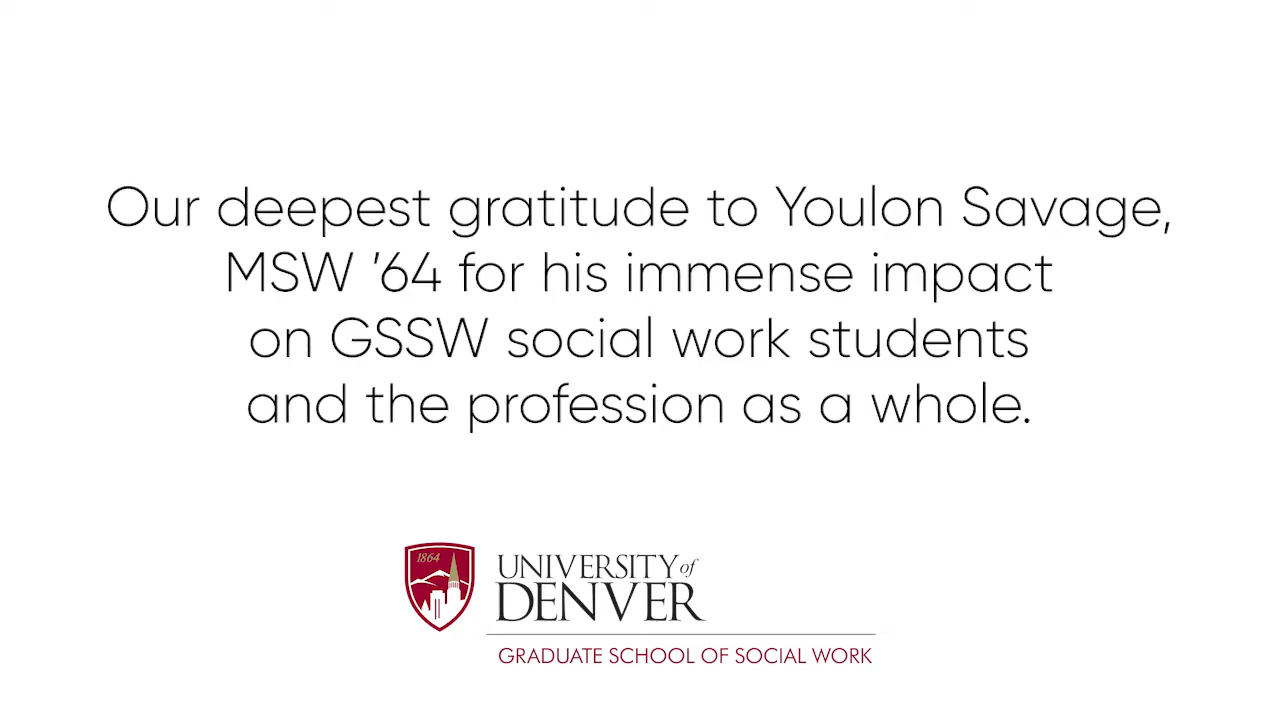 Our deepest gratitude to Youlon Savage,
MSW ’64 for his immense impact
on GSSW social work students
and the profession as a whole.
1864
UNIVERSITY of
DENVER
GRADUATE SCHOOL OF SOCIAL WORK